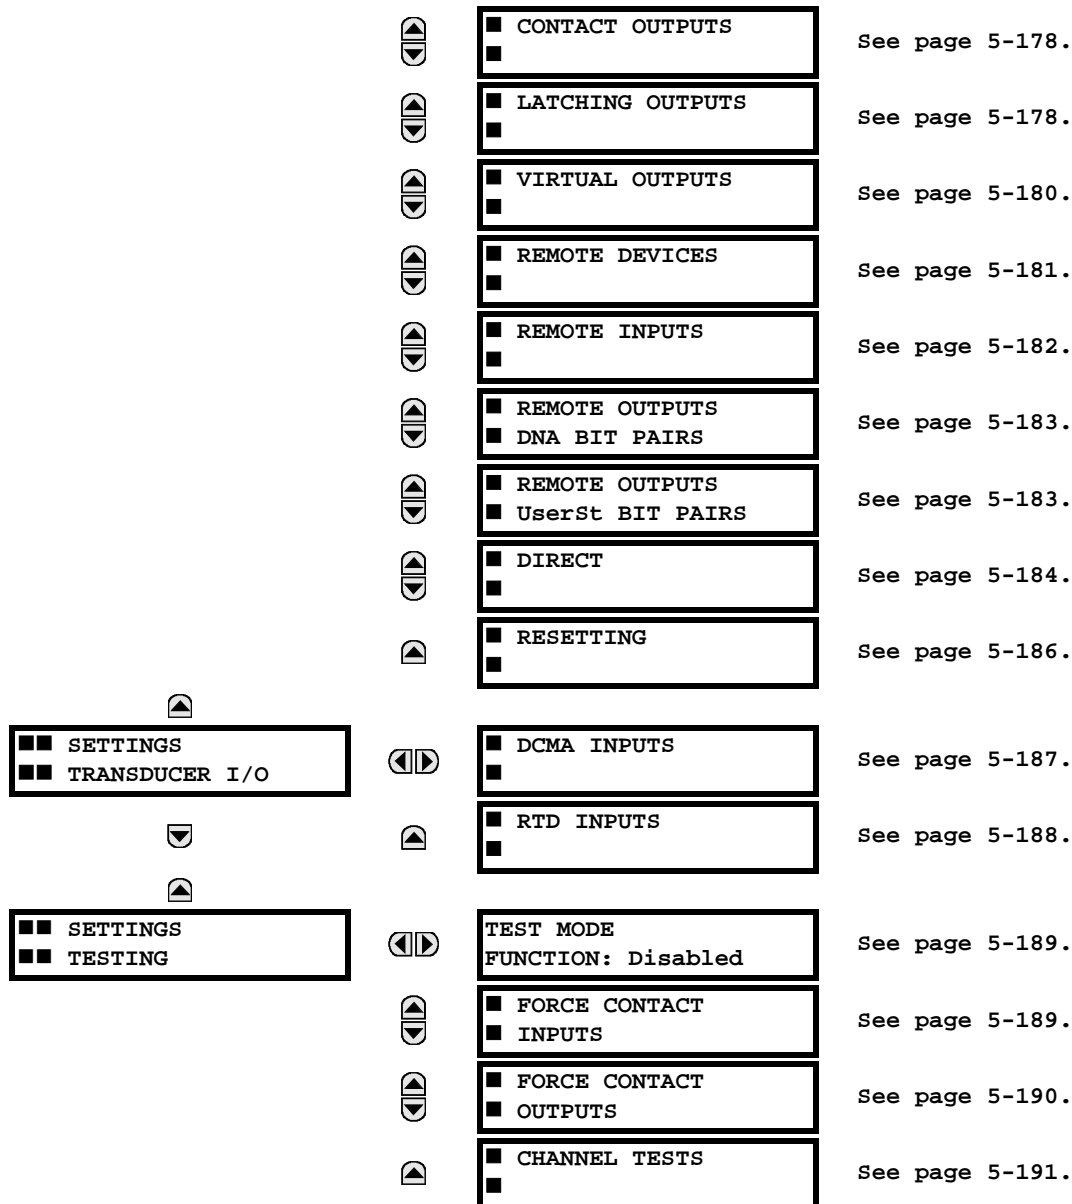 ■ CONTACT OUTPUTS
■
See page 5-178.
■ LATCHING OUTPUTS
■
See page 5-178.
■ VIRTUAL OUTPUTS
■
See page 5-180.
■ REMOTE DEVICES
■
See page 5-181.
■ REMOTE INPUTS
■
See page 5-182.
■ REMOTE OUTPUTS
■ DNA BIT PAIRS
See page 5-183.
■ REMOTE OUTPUTS
■ UserSt BIT PAIRS
See page 5-183.
■ DIRECT
■
See page 5-184.
■ RESETTING
■
See page 5-186.
■■ SETTINGS
■■ TRANSDUCER I/O
■ DCMA INPUTS
■
See page 5-187.
■ RTD INPUTS
■
See page 5-188.
■■ SETTINGS
■■ TESTING
TEST MODE
FUNCTION: Disabled
See page 5-189.
■ FORCE CONTACT
■ INPUTS
See page 5-189.
■ FORCE CONTACT
■ OUTPUTS
See page 5-190.
■ CHANNEL TESTS
■
See page 5-191.